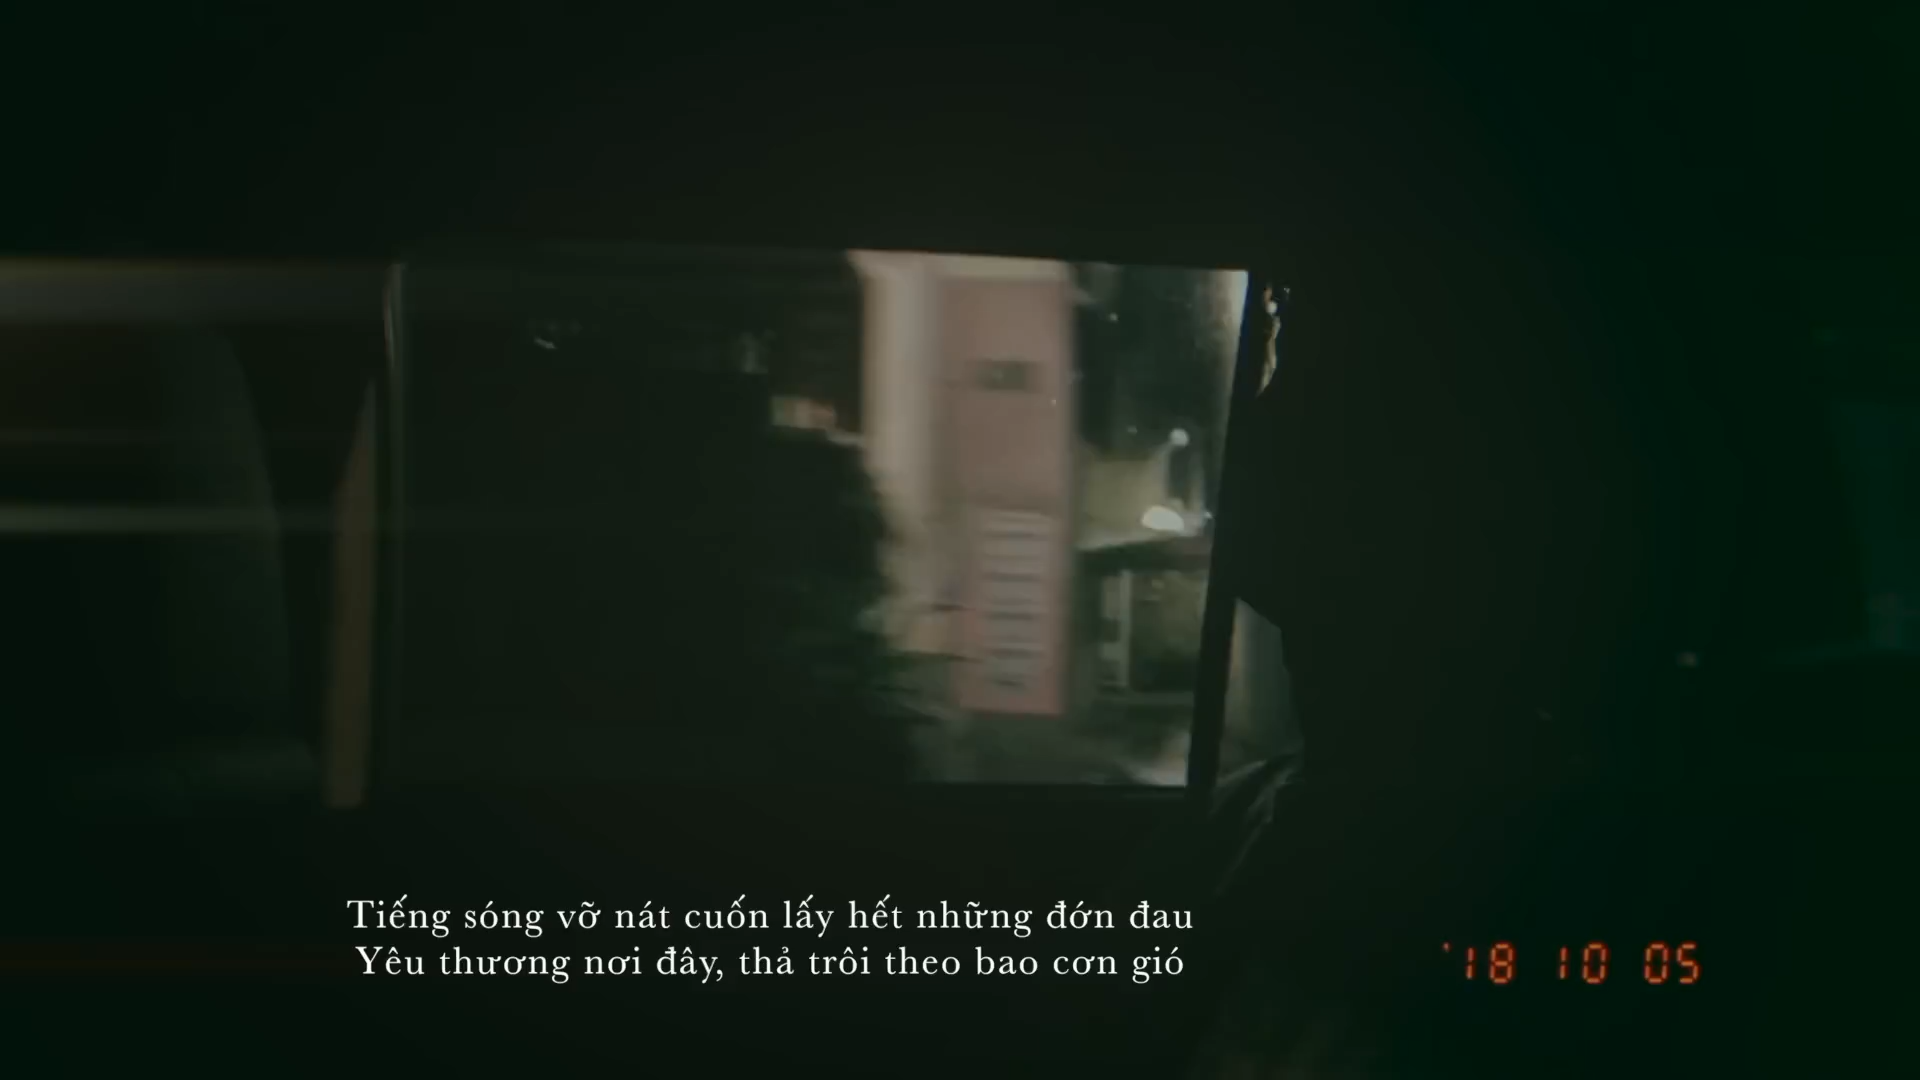 Tiếng sóng vỡ nát cuốn lấy hết những đớn đau
Yêu thương nơi đây, thả trôi theo bao cơn gió
'18 10 05